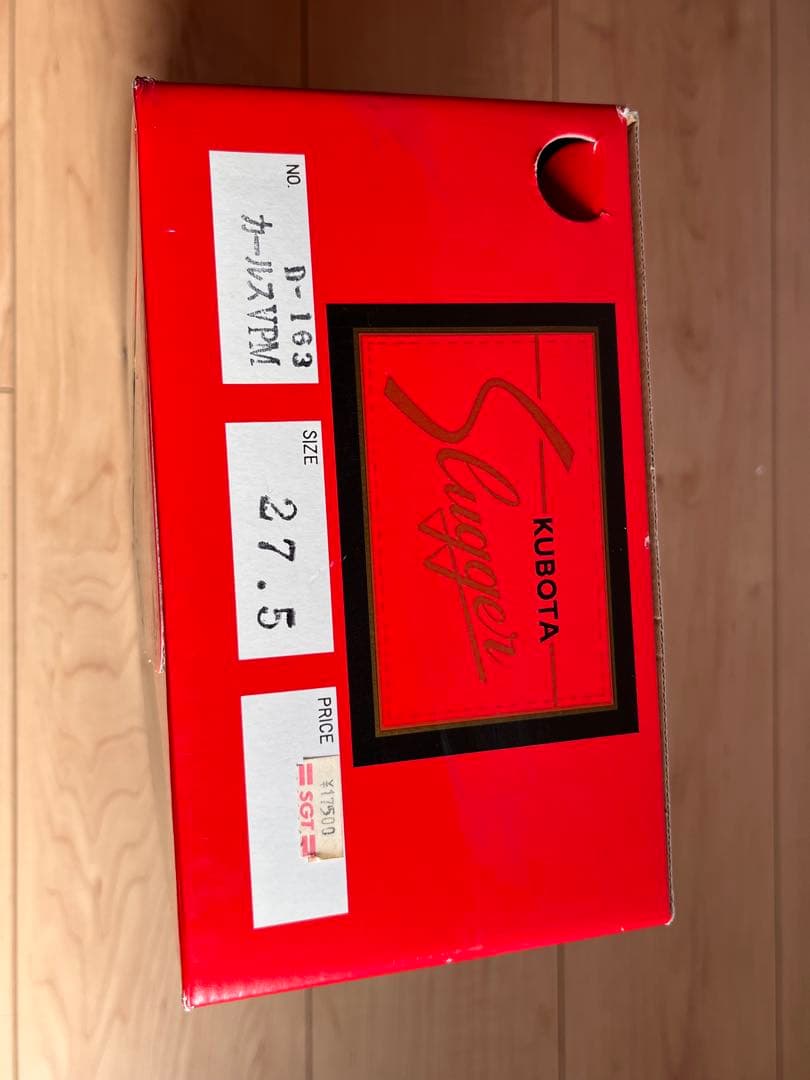 KUBOTA
Slugger
NO.
D-163
カールスVPM
SIZE
27.5
PRICE
¥17500
SGT